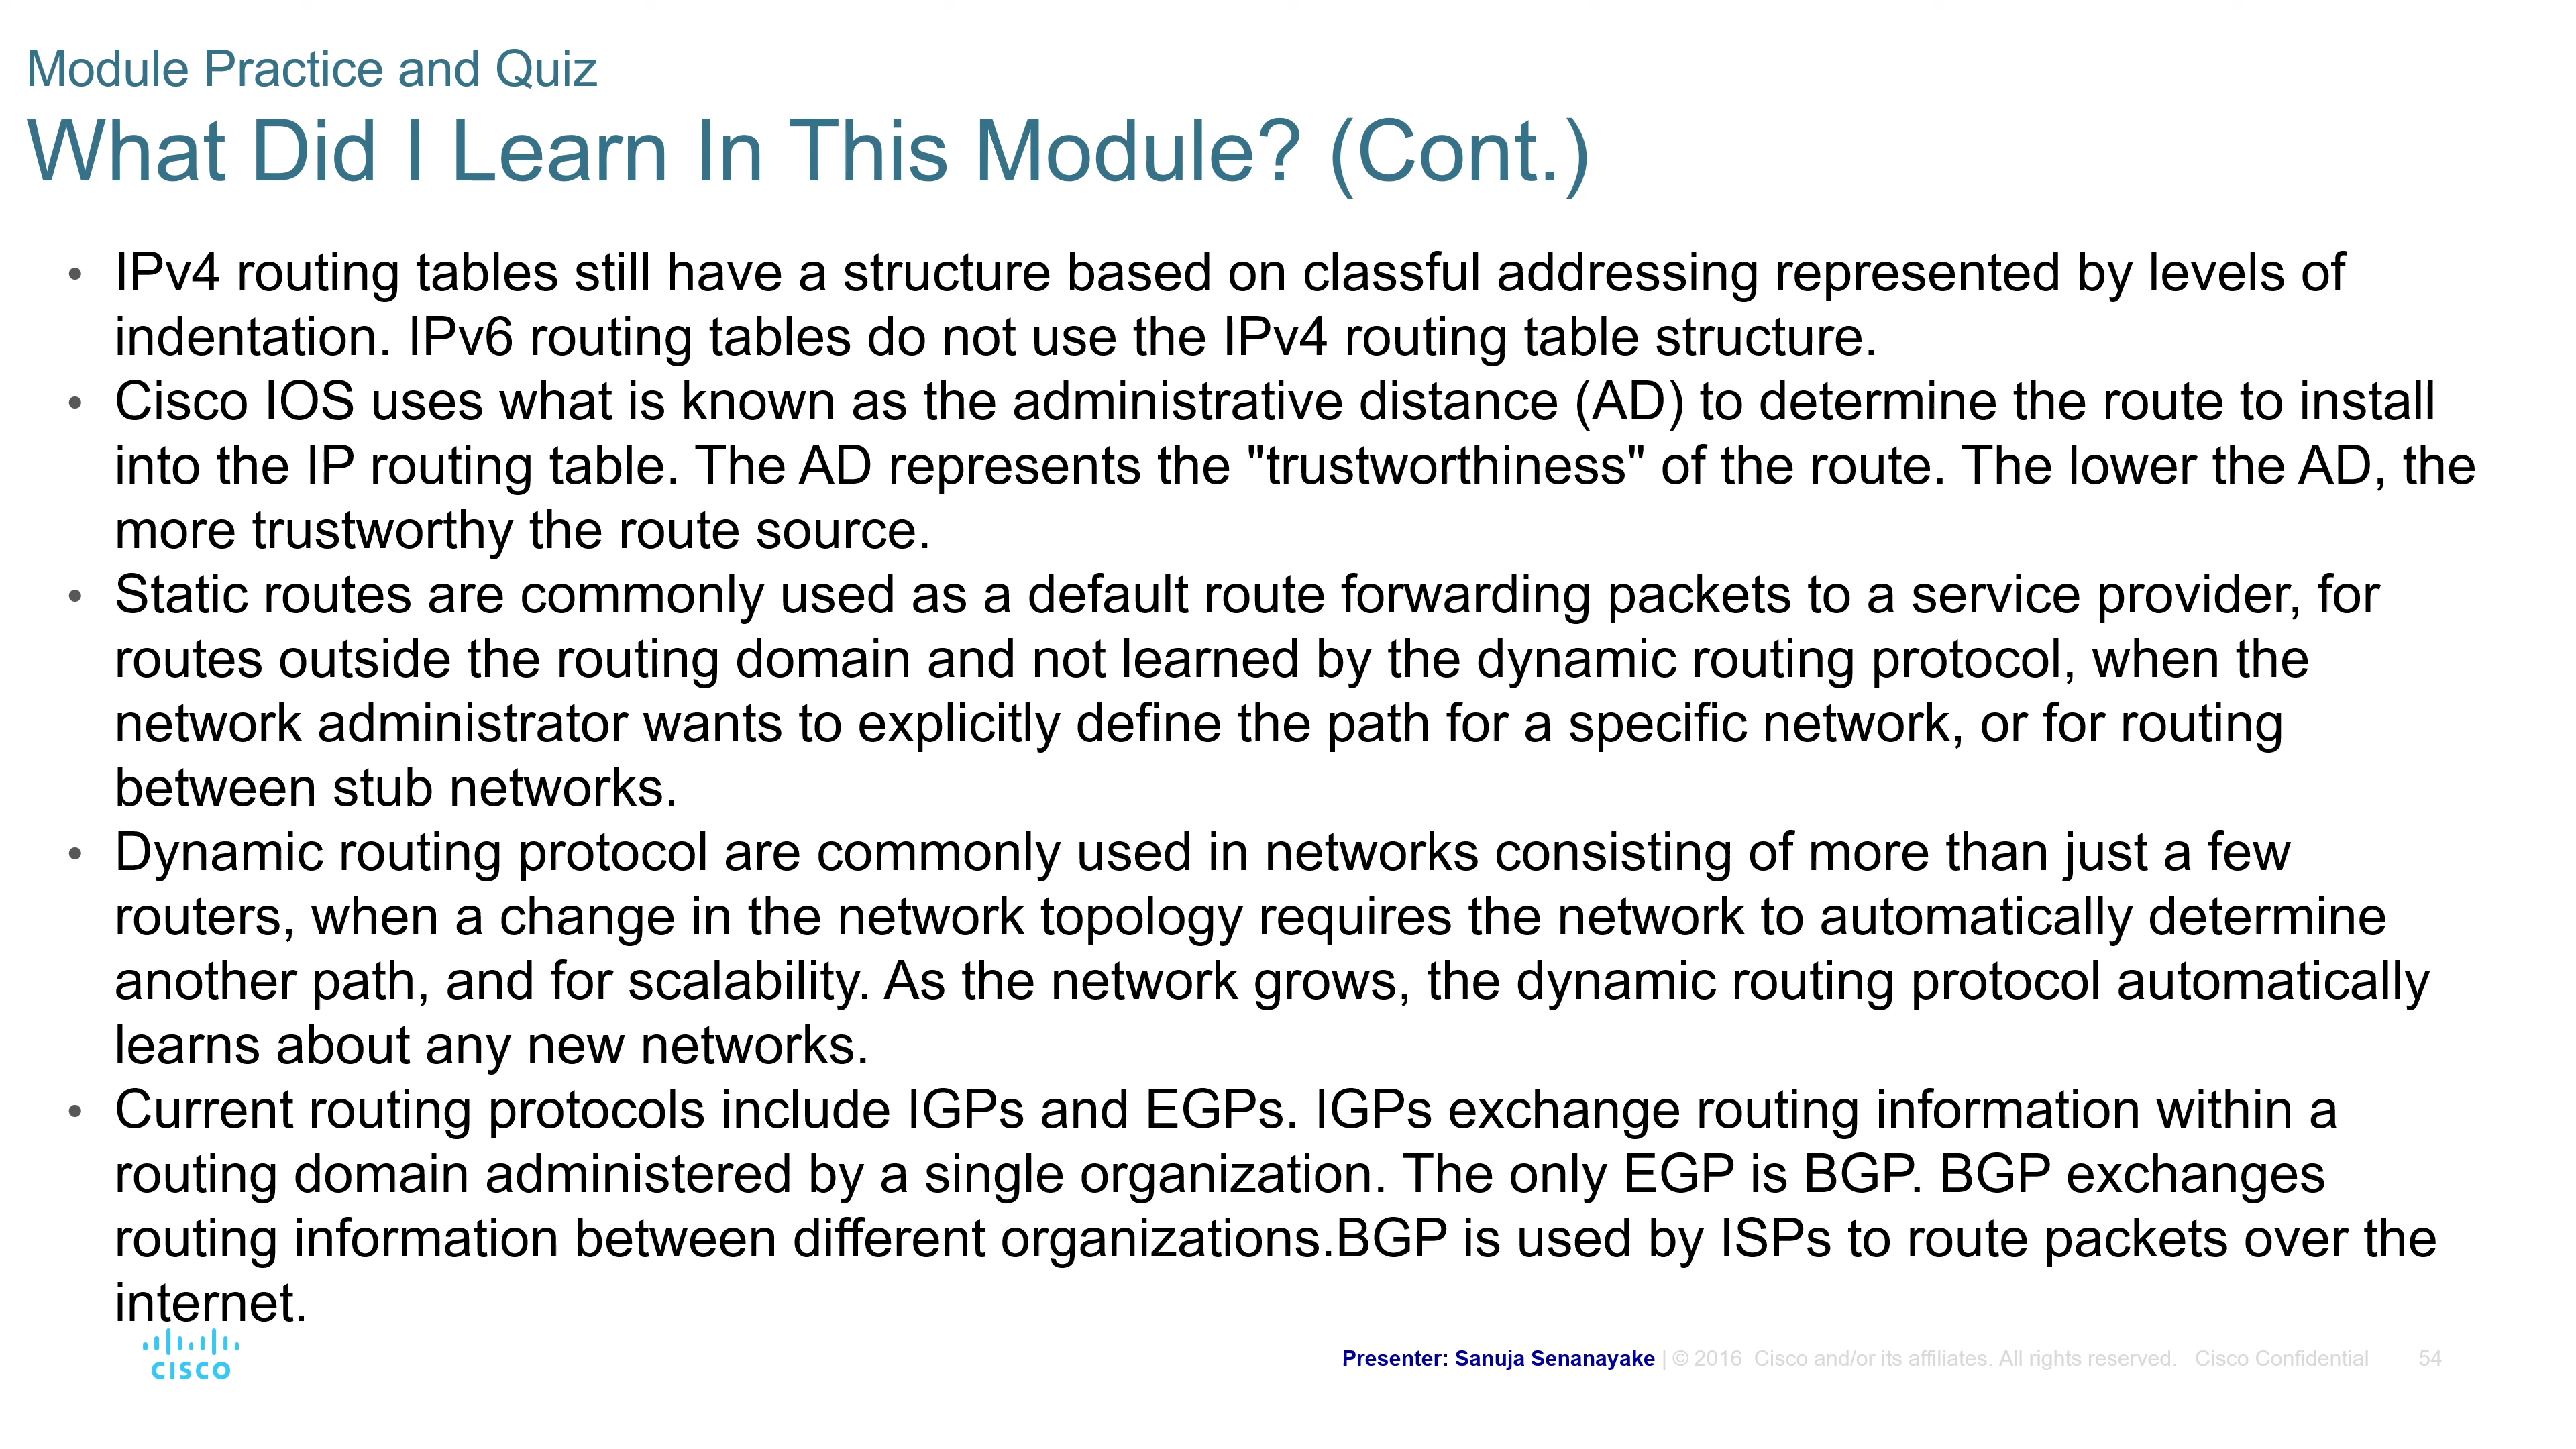 Module Practice and Quiz
What Did I Learn In This Module? (Cont.)
• IPv4 routing tables still have a structure based on classful addressing represented by levels of
indentation. IPv6 routing tables do not use the IPv4 routing table structure.
• Cisco IOS uses what is known as the administrative distance (AD) to determine the route to install
into the IP routing table. The AD represents the "trustworthiness" of the route. The lower the AD, the
more trustworthy the route source.
• Static routes are commonly used as a default route forwarding packets to a service provider, for
routes outside the routing domain and not learned by the dynamic routing protocol, when the
network administrator wants to explicitly define the path for a specific network, or for routing
between stub networks.
• Dynamic routing protocol are commonly used in networks consisting of more than just a few
routers, when a change in the network topology requires the network to automatically determine
another path, and for scalability. As the network grows, the dynamic routing protocol automatically
learns about any new networks.
• Current routing protocols include IGPs and EGPs. IGPs exchange routing information within a
routing domain administered by a single organization. The only EGP is BGP. BGP exchanges
routing information between different organizations.BGP is used by ISPs to route packets over the
internet.
CISCO
Presenter: Sanuja Senanayake | © 2016 Cisco and/or its affiliates. All rights reserved. Cisco Confidential 54